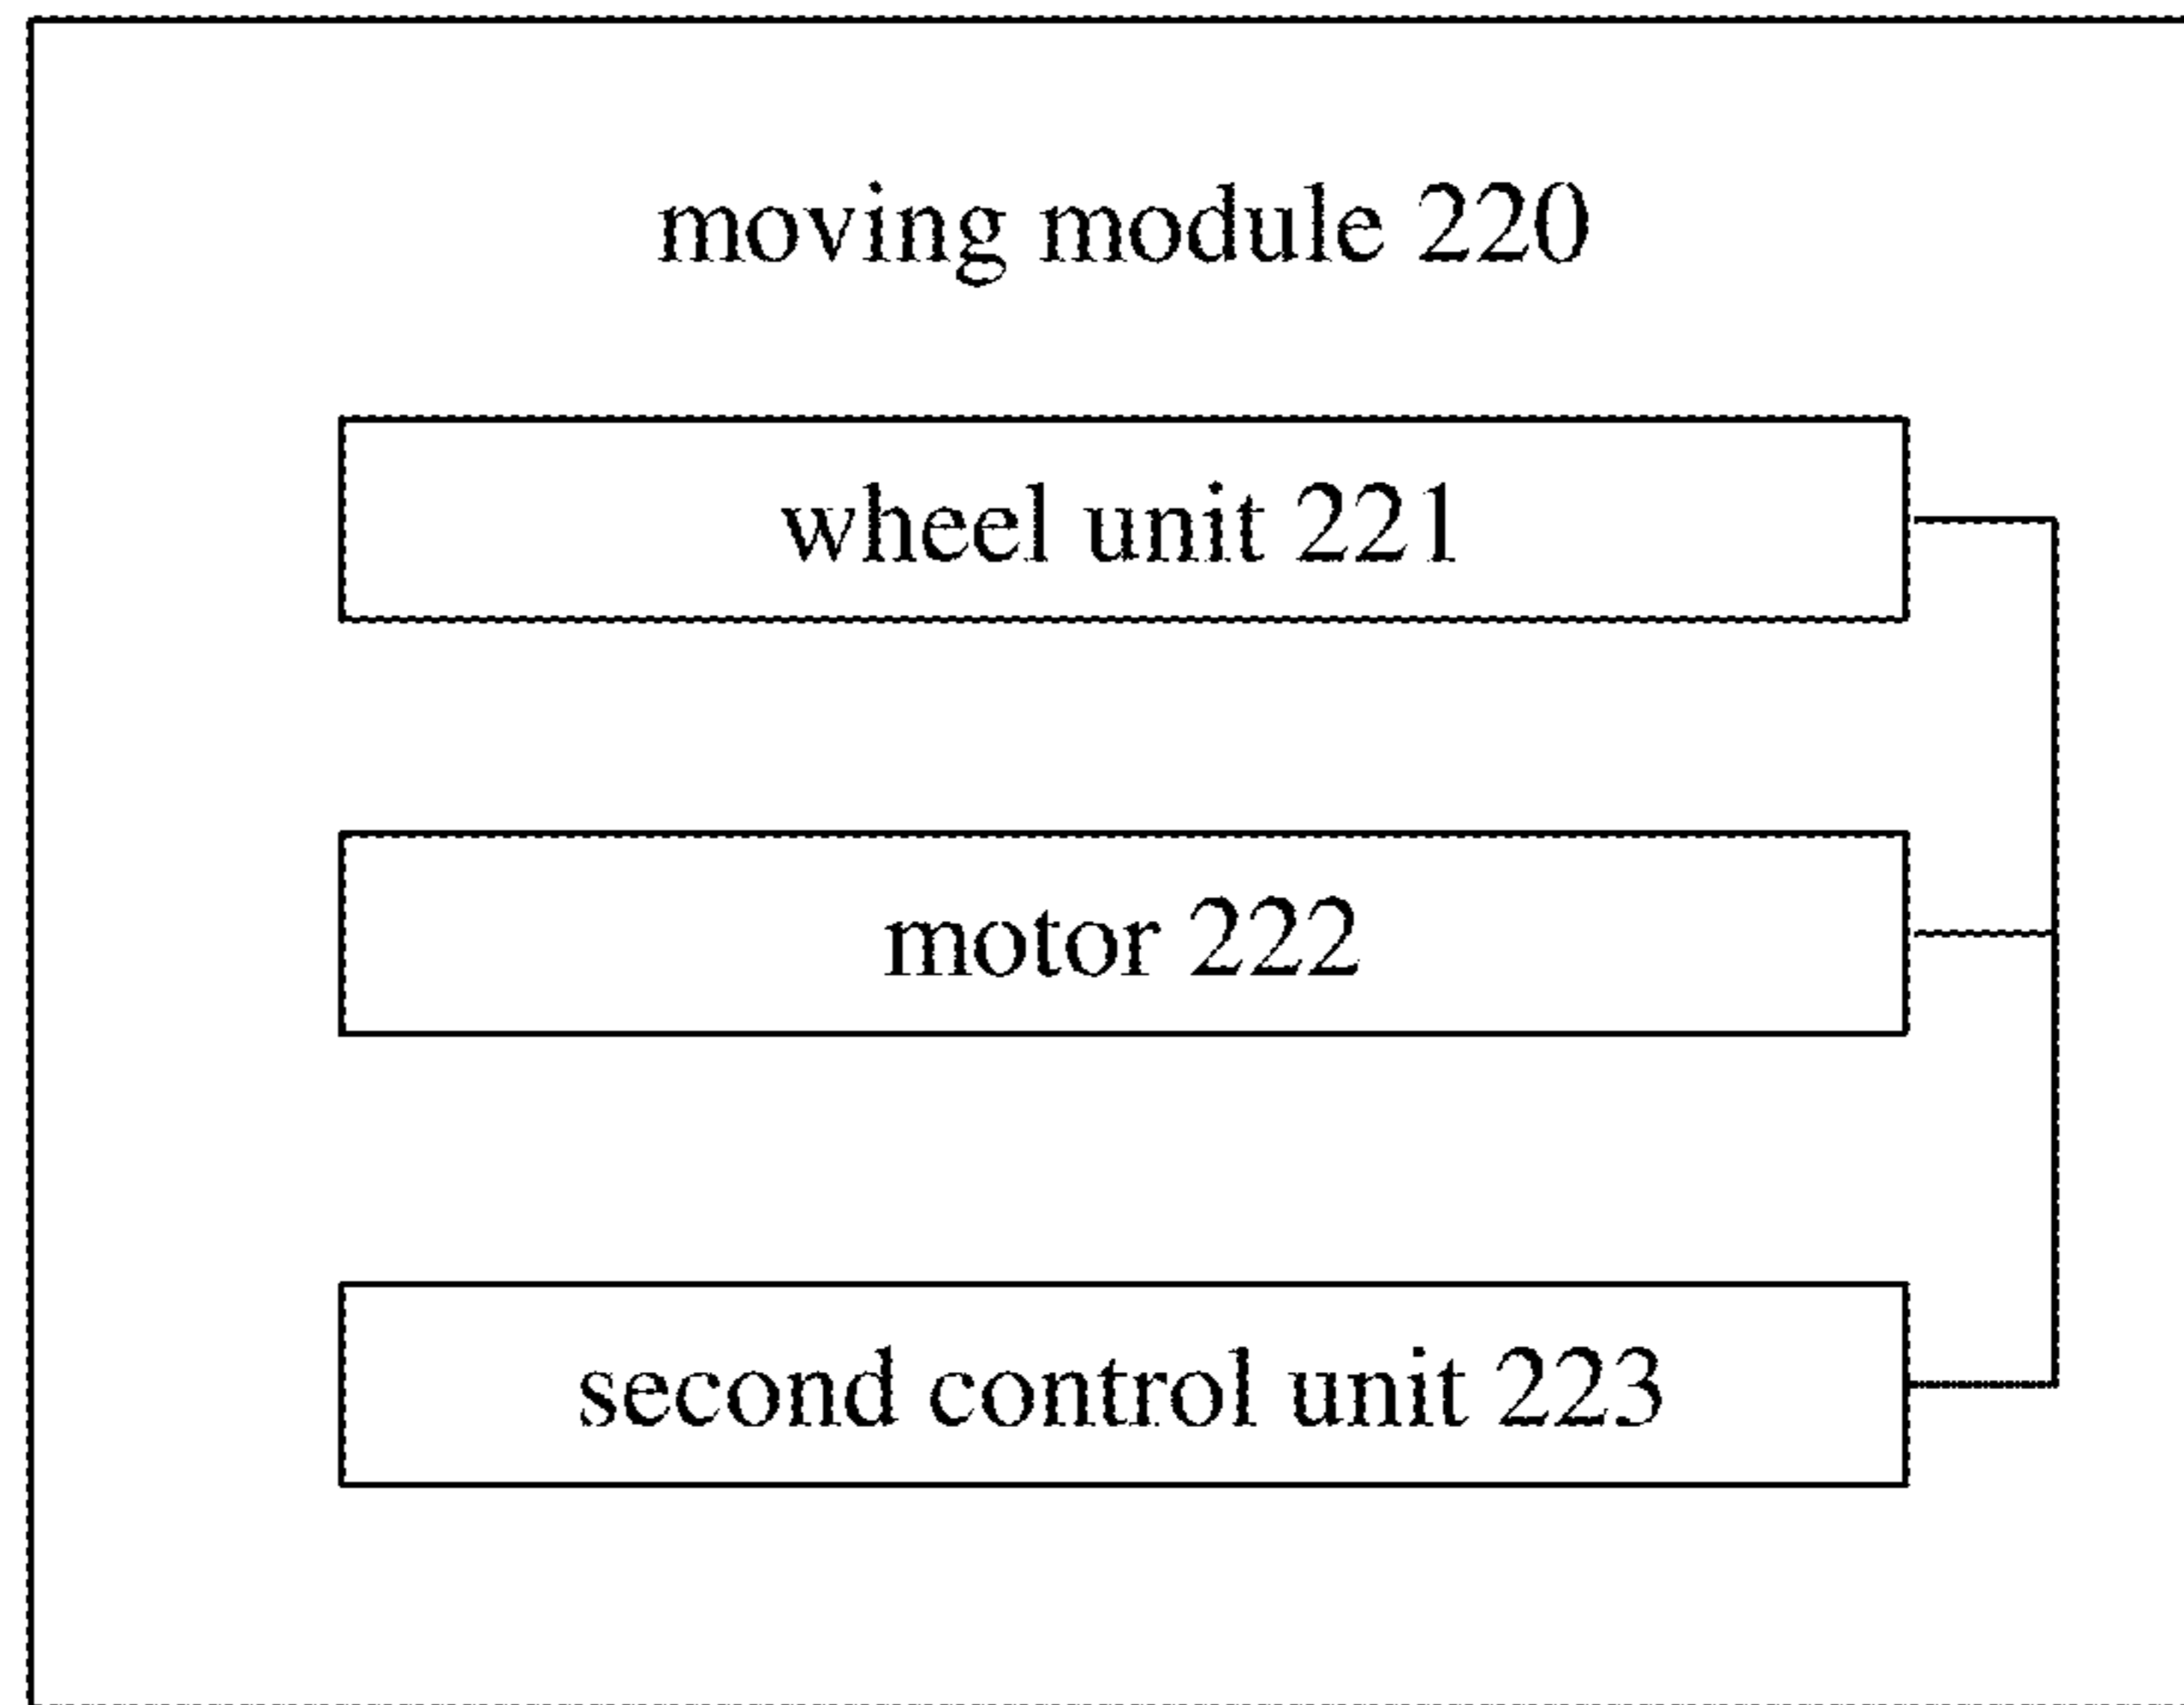 moving module 220
wheel unit 221
motor 222
second control unit 223